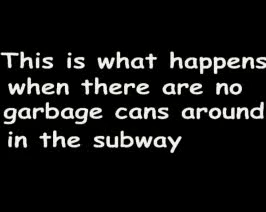 This is what happens
when there are no
garbage cans around
in the subway